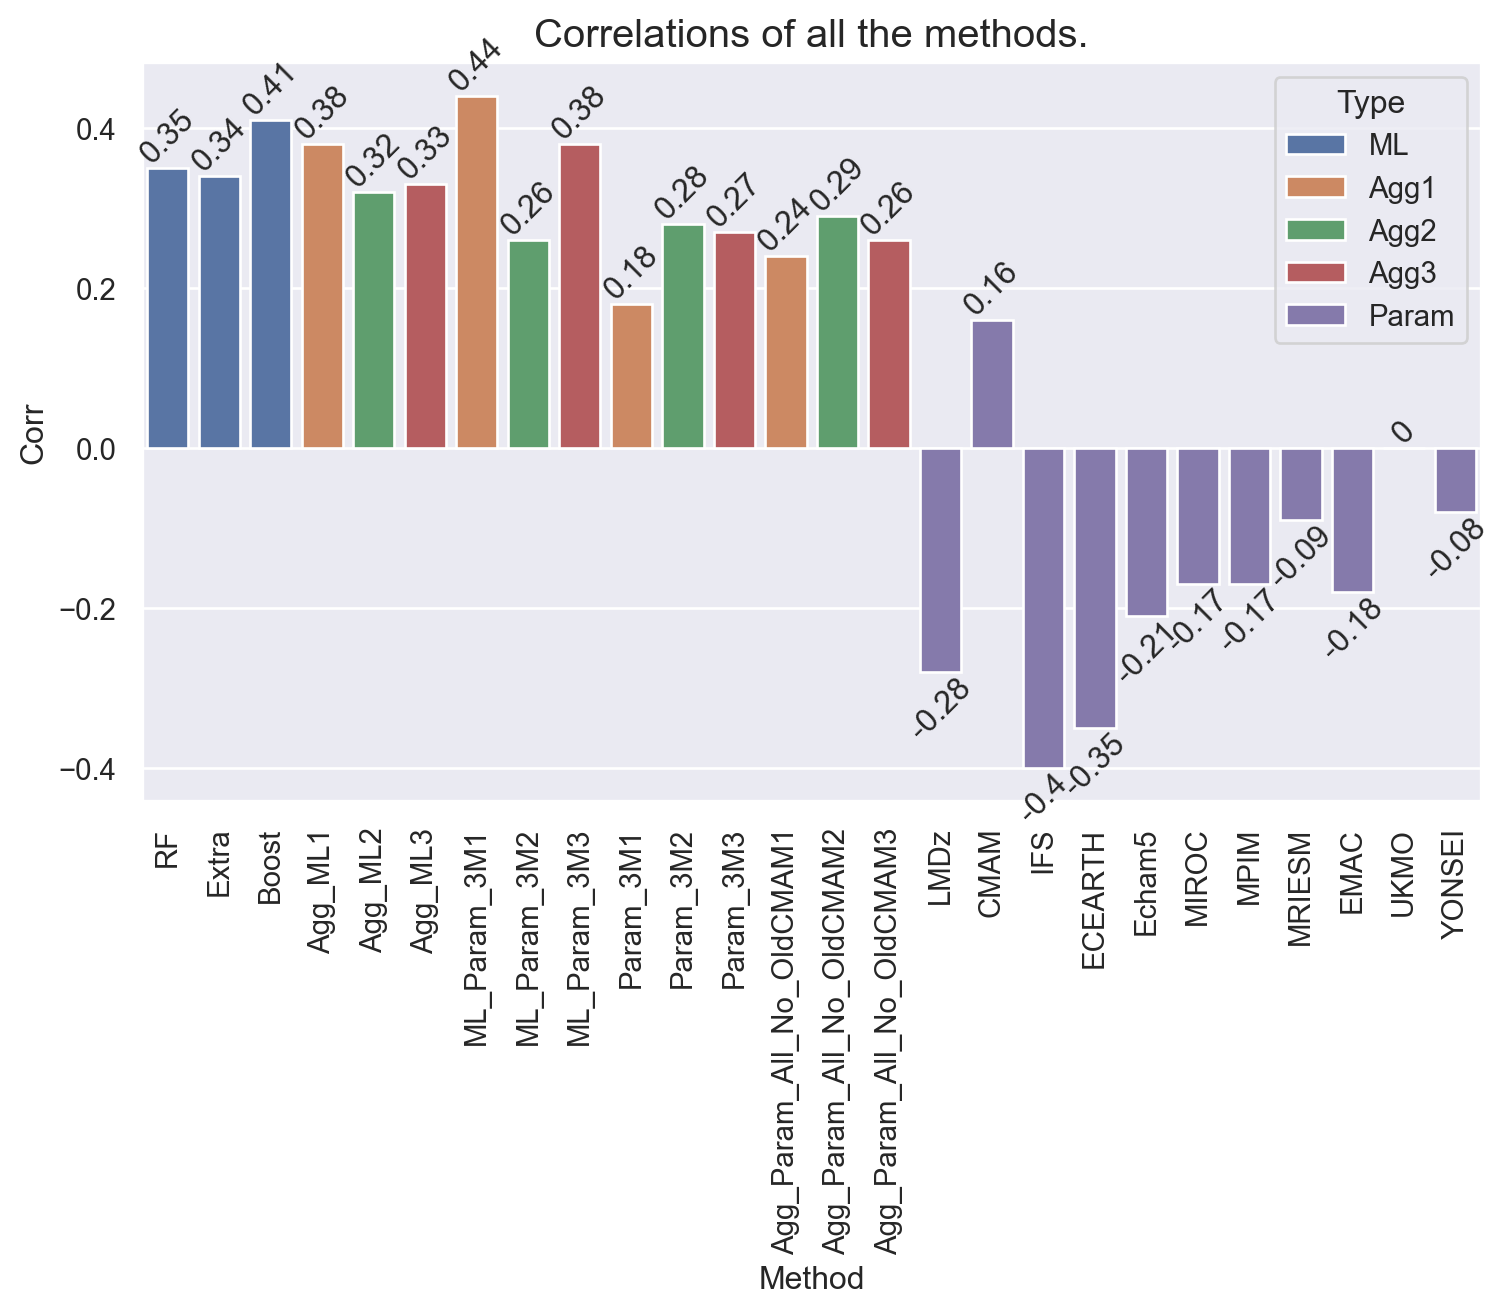 Correlations of all the methods.
Corr
0.4
0.2
0.0
−0.2
−0.4
0.35
0.34
0.41
0.38
0.32
0.33
0.44
0.26
0.38
0.18
0.28
0.27
0.24
0.29
0.26
-0.28
0.16
-0.4
-0.35
-0.21
-0.17
-0.17
-0.09
-0.18
0
-0.08
Type
ML
Agg1
Agg2
Agg3
Param
RF
Extra
Boost
Agg_ML1
Agg_ML2
Agg_ML3
ML_Param_3M1
ML_Param_3M2
ML_Param_3M3
Param_3M1
Param_3M2
Param_3M3
Agg_Param_All_No_OldCMAM1
Agg_Param_All_No_OldCMAM2
Agg_Param_All_No_OldCMAM3
LMDz
CMAM
IFS
ECEARTH
Echam5
MIROC
MPIM
MRIESM
EMAC
UKMO
YONSEI
Method